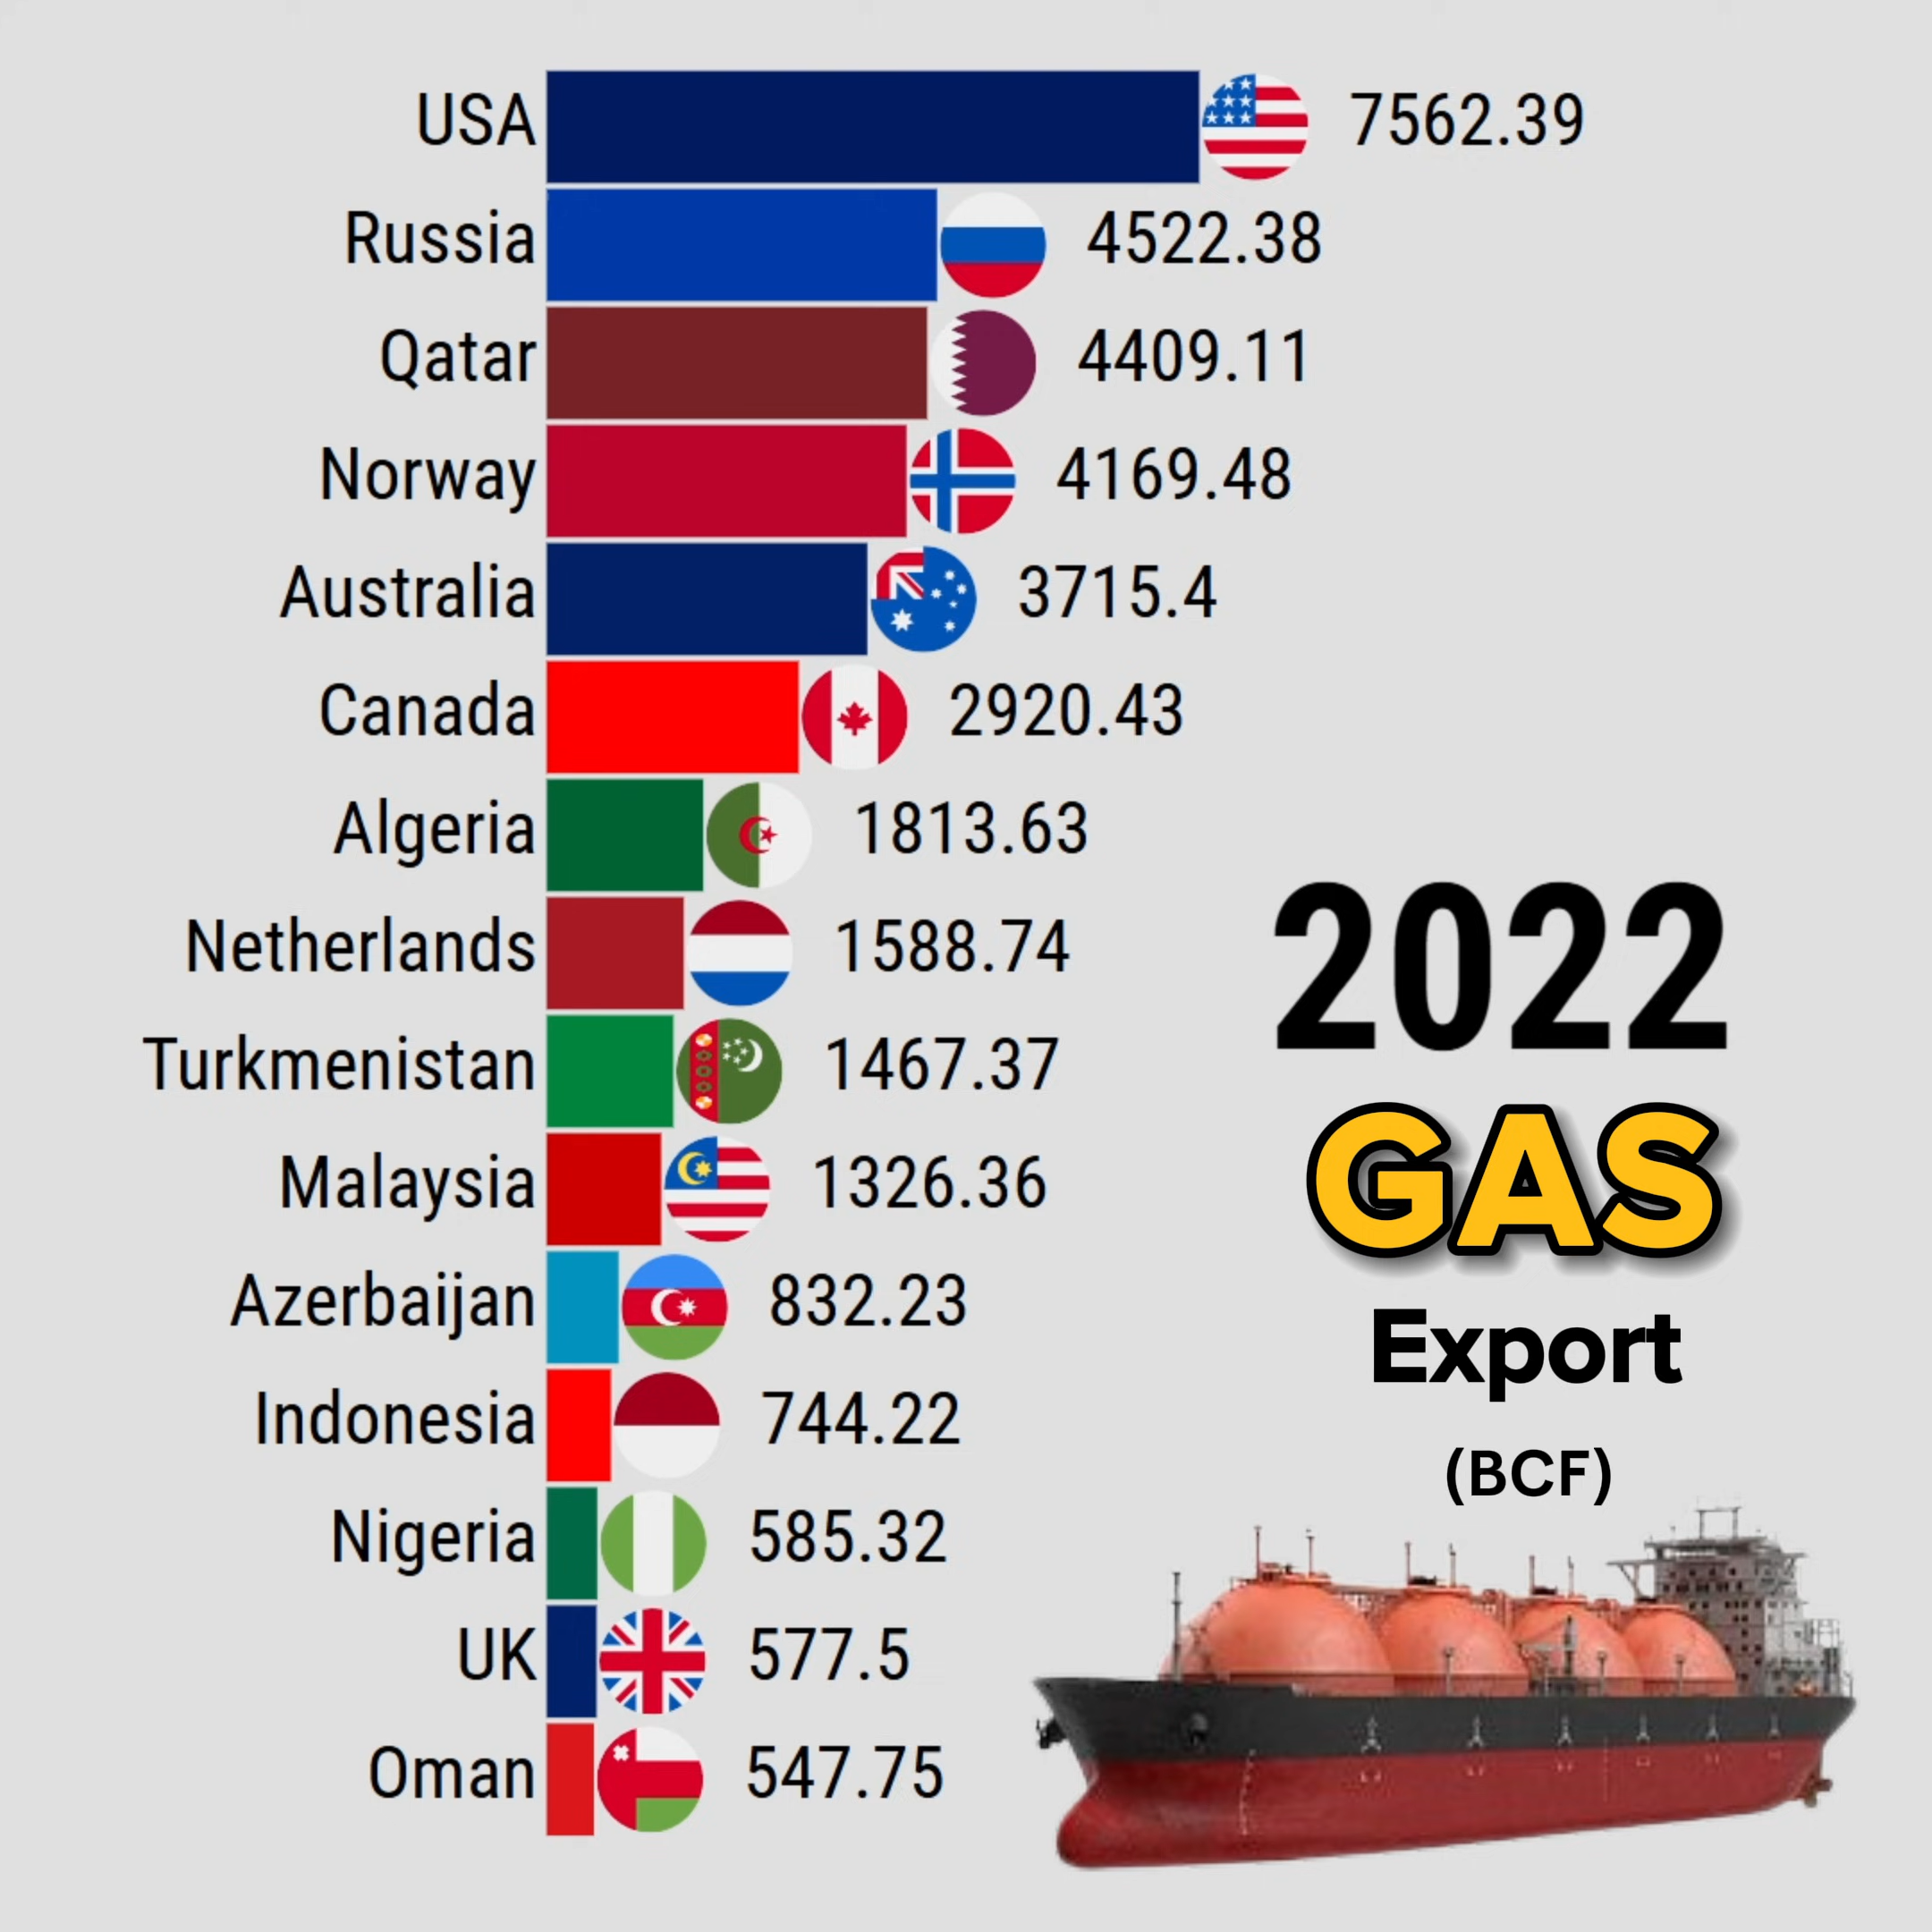 USA 7562.39
Russia 4522.38
Qatar 4409.11
Norway 4169.48
Australia 3715.4
Canada 2920.43
Algeria 1813.63
Netherlands 1588.74
Turkmenistan 1467.37
Malaysia 1326.36
Azerbaijan 832.23
Indonesia 744.22
Nigeria 585.32
UK 577.5
Oman 547.75
2022
GAS
Export
(BCF)